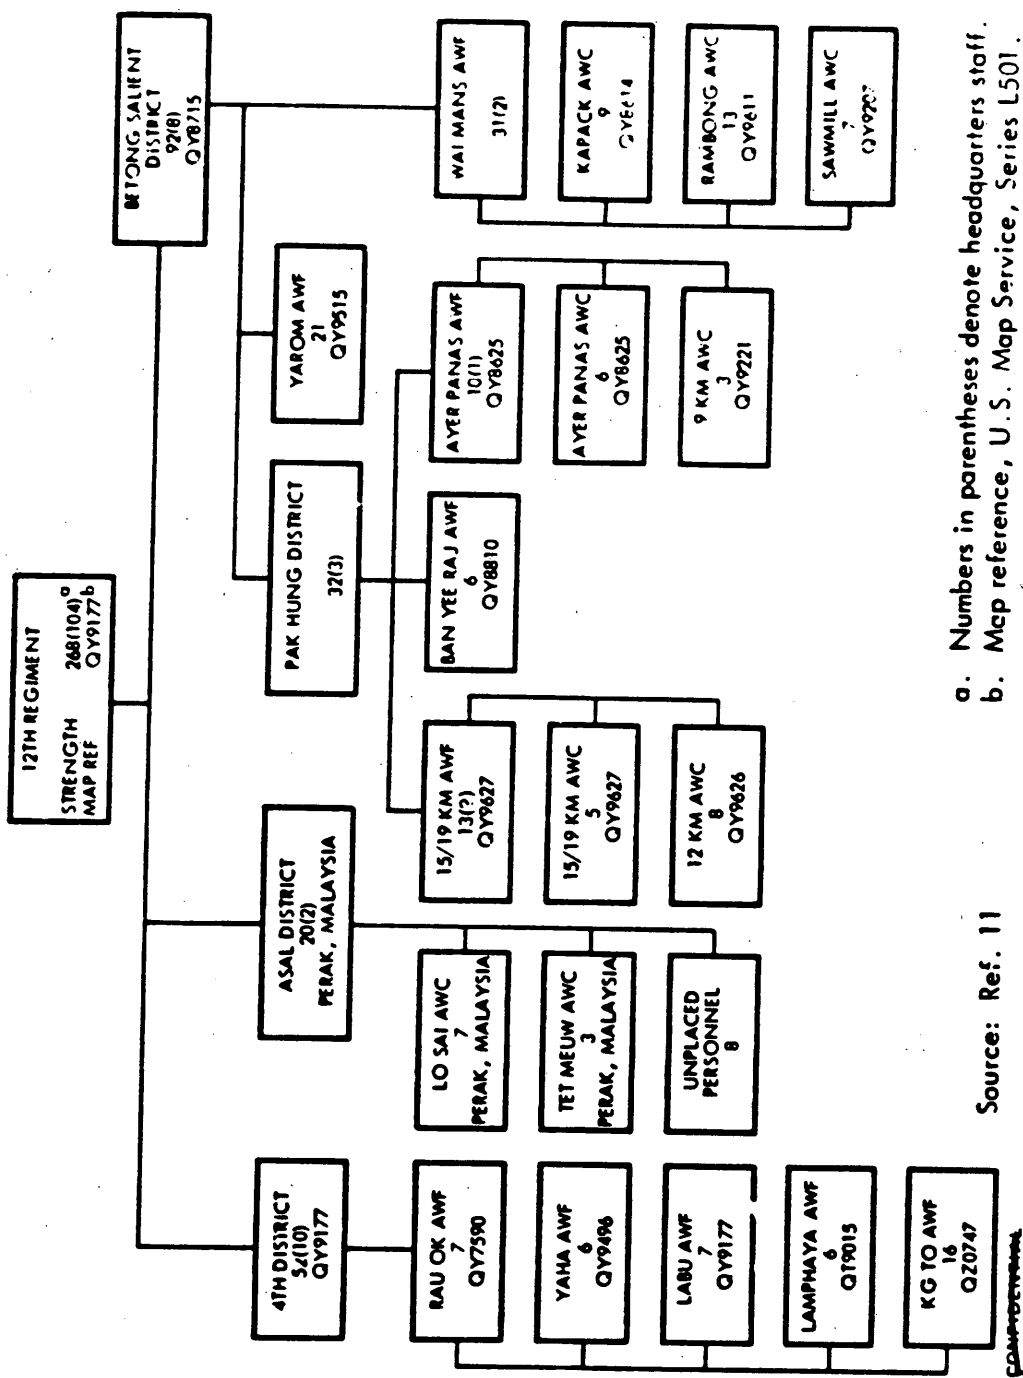 12TH REGIMENT
STRENGTH 268(104)a
MAP REF QY9177b
4TH DISTRICT
52(10)
QY9177
RAU OK AWF
7
QY7590
YAHA AWF
6
QY9496
LABU AWF
7
QY9177
LAMPHAYA AWF
6
QT9015
KG TO AWF
16
QZ0747
ASAL DISTRICT
20(2)
PERAK, MALAYSIA
LO SAI AWC
7
PERAK, MALAYSIA
TET MEUW AWC
3
PERAK, MALAYSIA
UNPLACED
PERSONNEL
8
BETONG SALIENT
DISTRICT
92(8)
QY8715
PAK HUNG DISTRICT
32(3)
15/19 KM AWF
13(?)
QY9627
15/19 KM AWC
5
QY9627
12 KM AWC
8
QY9626
BAN YEE RAJ AWF
6
QY8810
AYER PANAS AWF
10(1)
QY8625
AYER PANAS AWC
6
QY8625
9 KM AWC
3
QY9221
YAROM AWF
21
QY9515
WAI MANS AWF
31(2)
KAPACK AWC
9
RAMBONG AWC
13
QY9611
SAWMILL AWC
7
QY9207
a. Numbers in parentheses denote headquarters staff.
b. Map reference, U.S. Map Service, Series L501.
Source: Ref. 11
CONFIDENTIAL